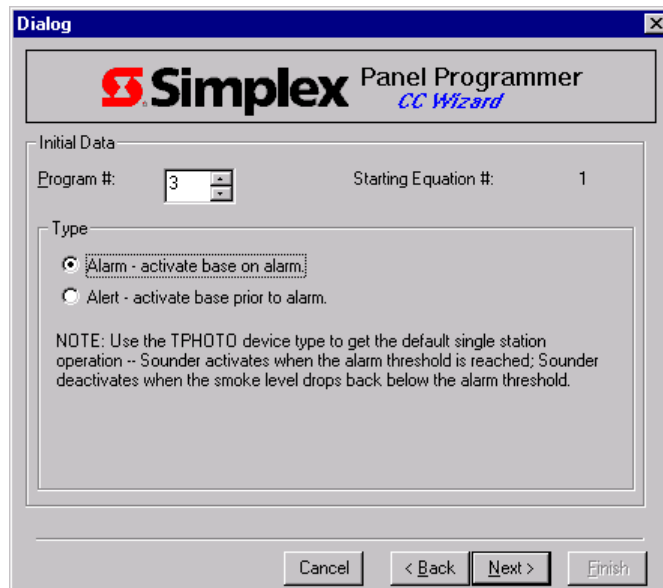 Dialog
Simplex Panel Programmer
CC Wizard
Initial Data
Program #: 3 Starting Equation #: 1
Type
Alarm - activate base on alarm.
Alert - activate base prior to alarm.
NOTE: Use the TPHOTO device type to get the default single station
operation -- Sounder activates when the alarm threshold is reached; Sounder
deactivates when the smoke level drops back below the alarm threshold.
Cancel < Back Next > Finish